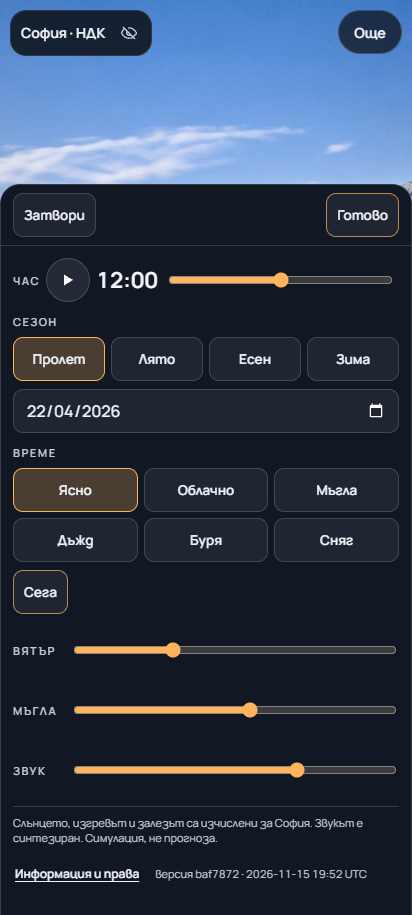 София · НДК
Още
Затвори
Готово
ЧАС
12:00
СЕЗОН
Пролет
Лято
Есен
Зима
22/04/2026
ВРЕМЕ
Ясно
Облачно
Мъгла
Дъжд
Буря
Сняг
Сега
ВЯТЪР
МЪГЛА
ЗВУК
Слънцето, изгревът и залезът са изчислени за София. Звукът е
синтезиран. Симулация, не прогноза.
Информация и права
версия baf7872 · 2026-11-15 19:52 UTC